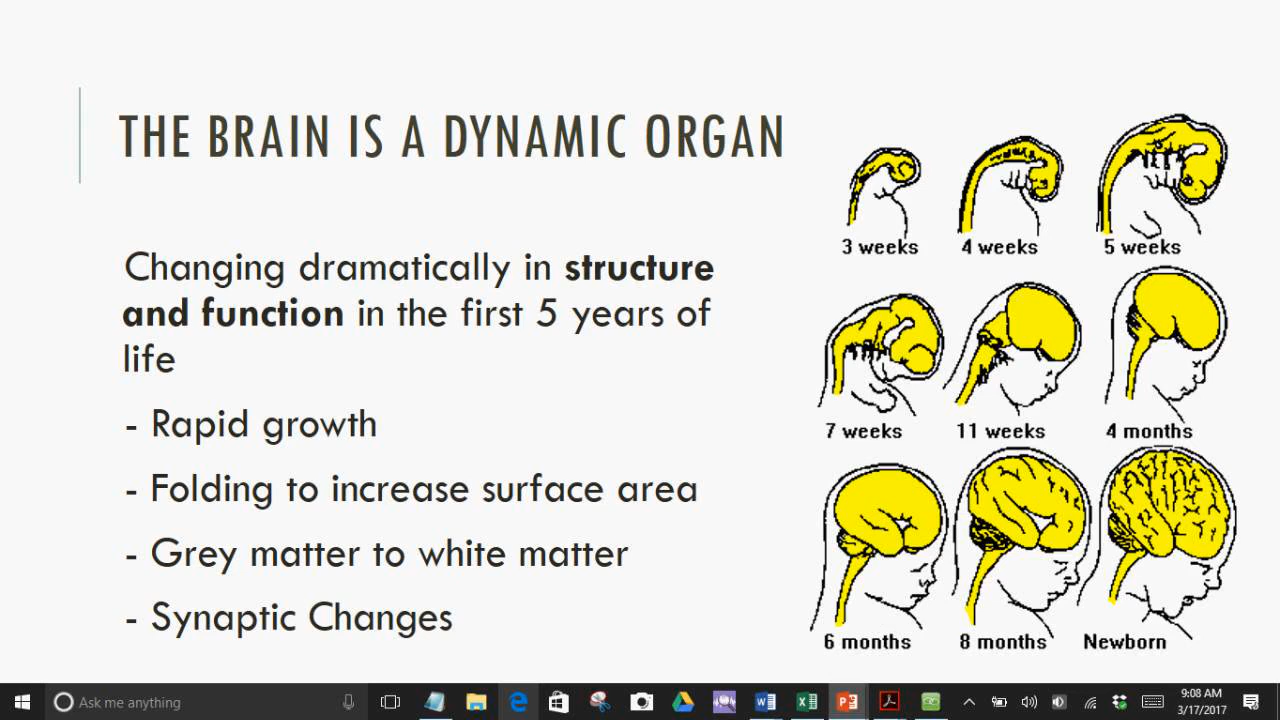 THE BRAIN IS A DYNAMIC ORGAN
Changing dramatically in structure
and function in the first 5 years of
life
- Rapid growth
- Folding to increase surface area
- Grey matter to white matter
- Synaptic Changes
3 weeks
4 weeks
5 weeks
7 weeks
11 weeks
4 months
6 months
8 months
Newborn
Ask me anything
9:08 AM
3/17/2017